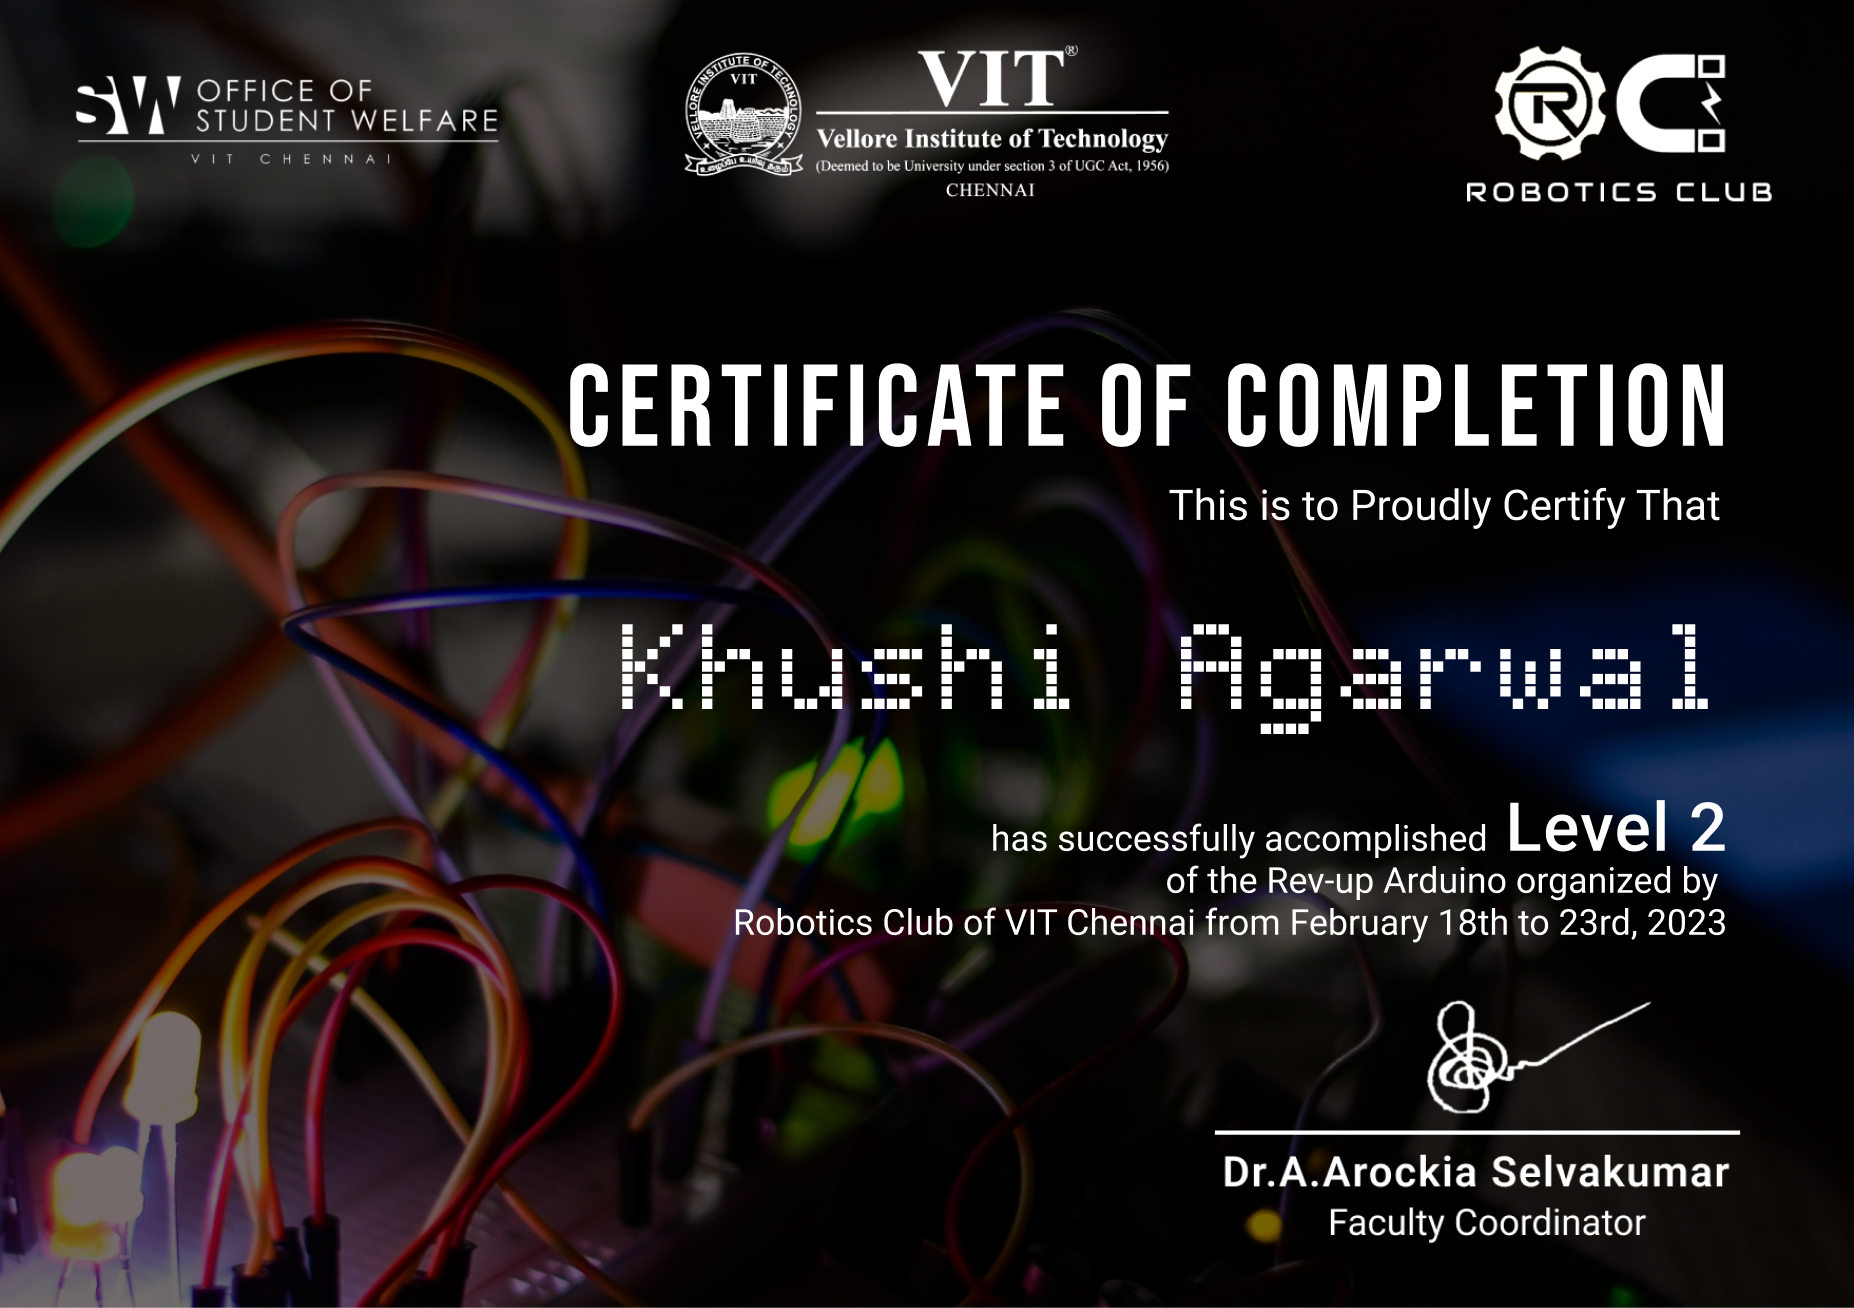 SW OFFICE OF
STUDENT WELFARE
VIT CHENNAI
VELLORE INSTITUTE OF TECHNOLOGY
VIT
VIT®
Vellore Institute of Technology
(Deemed to be University under section 3 of UGC Act, 1956)
CHENNAI
RC
ROBOTICS CLUB
CERTIFICATE OF COMPLETION
This is to Proudly Certify That
Khushi Agarwal
has successfully accomplished Level 2
of the Rev-up Arduino organized by
Robotics Club of VIT Chennai from February 18th to 23rd, 2023
Dr.A.Arockia Selvakumar
Faculty Coordinator